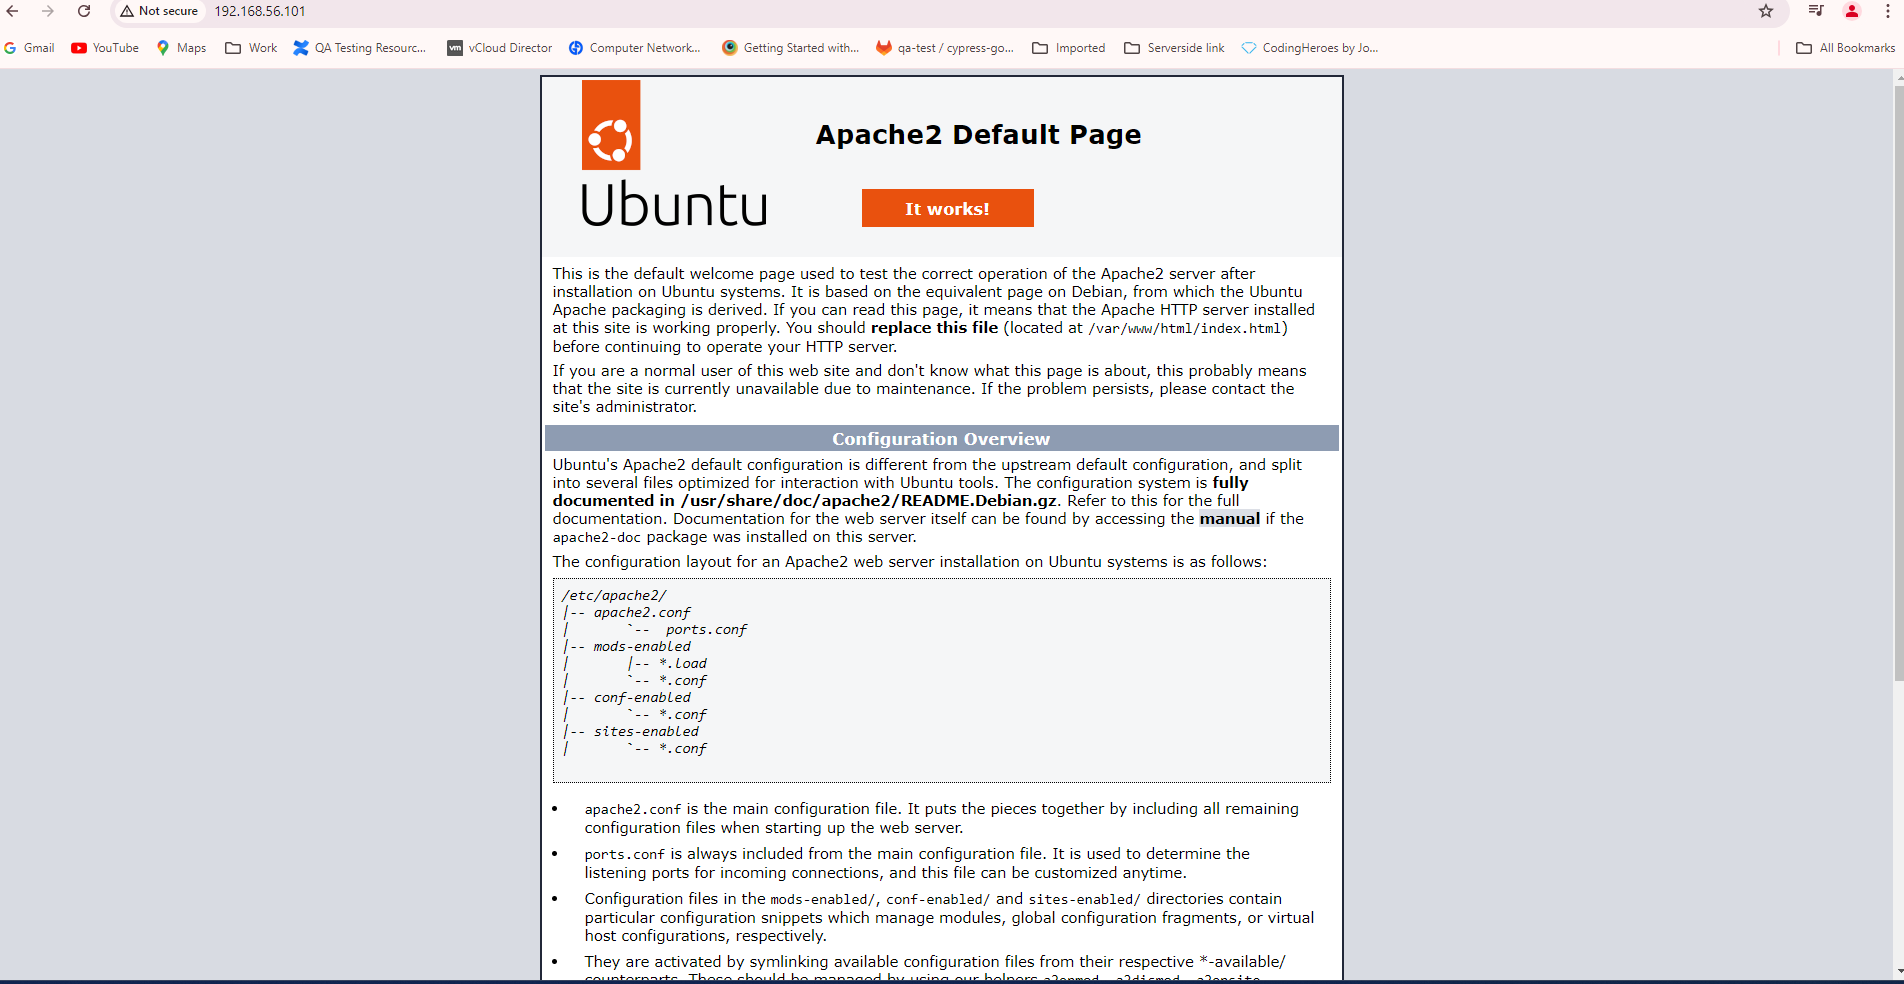 Not secure 192.168.56.101
Gmail YouTube Maps Work QA Testing Resourc... vm vCloud Director Computer Network... Getting Started with... qa-test / cypress-go... Imported Serverside link CodingHeroes by Jo... All Bookmarks
Apache2 Default Page
Ubuntu
It works!
This is the default welcome page used to test the correct operation of the Apache2 server after
installation on Ubuntu systems. It is based on the equivalent page on Debian, from which the Ubuntu
Apache packaging is derived. If you can read this page, it means that the Apache HTTP server installed
at this site is working properly. You should replace this file (located at /var/www/html/index.html)
before continuing to operate your HTTP server.
If you are a normal user of this web site and don't know what this page is about, this probably means
that the site is currently unavailable due to maintenance. If the problem persists, please contact the
site's administrator.
Configuration Overview
Ubuntu's Apache2 default configuration is different from the upstream default configuration, and split
into several files optimized for interaction with Ubuntu tools. The configuration system is fully
documented in /usr/share/doc/apache2/README.Debian.gz. Refer to this for the full
documentation. Documentation for the web server itself can be found by accessing the manual if the
apache2-doc package was installed on this server.
The configuration layout for an Apache2 web server installation on Ubuntu systems is as follows:
/etc/apache2/
|-- apache2.conf
|       `--  ports.conf
|-- mods-enabled
|       |-- *.load
|       `-- *.conf
|-- conf-enabled
|       `-- *.conf
|-- sites-enabled
|       `-- *.conf
• apache2.conf is the main configuration file. It puts the pieces together by including all remaining
configuration files when starting up the web server.
• ports.conf is always included from the main configuration file. It is used to determine the
listening ports for incoming connections, and this file can be customized anytime.
• Configuration files in the mods-enabled/, conf-enabled/ and sites-enabled/ directories contain
particular configuration snippets which manage modules, global configuration fragments, or virtual
host configurations, respectively.
• They are activated by symlinking available configuration files from their respective *-available/
counterparts. These should be managed by using our helpers a2enmod, a2dismod, a2ensite,